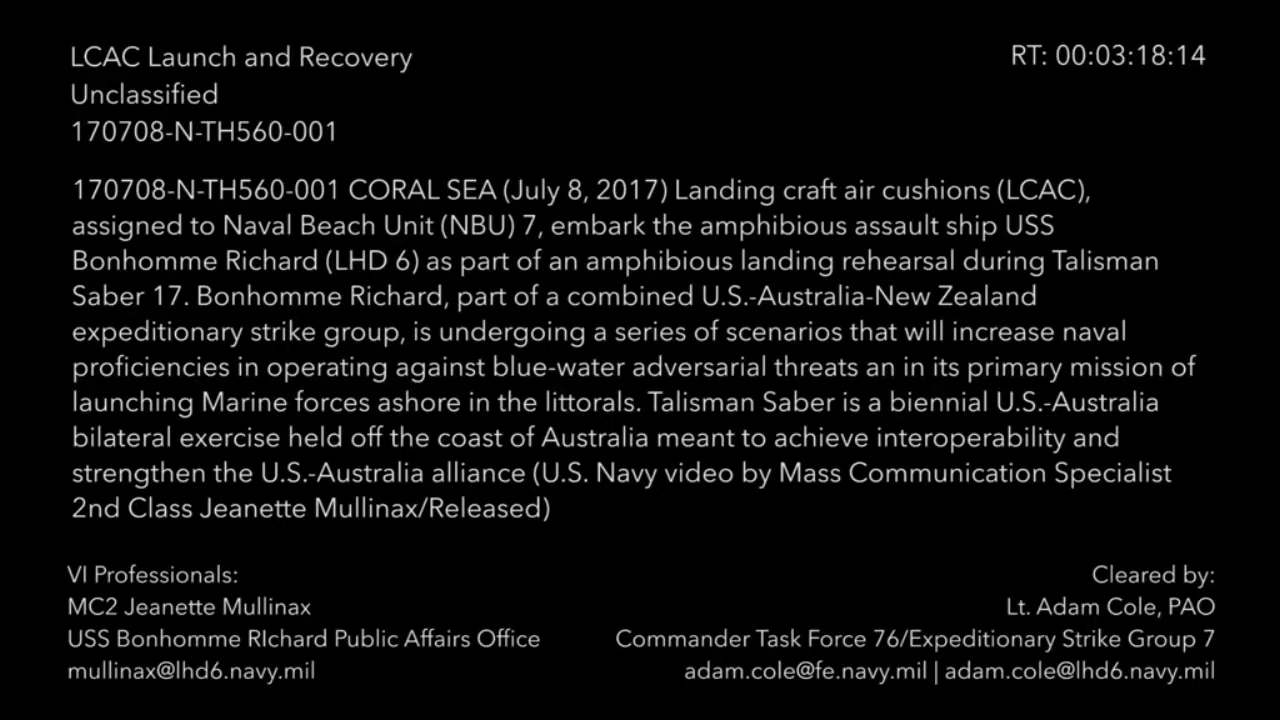 LCAC Launch and Recovery
RT: 00:03:18:14
Unclassified
170708-N-TH560-001
170708-N-TH560-001 CORAL SEA (July 8, 2017) Landing craft air cushions (LCAC),
assigned to Naval Beach Unit (NBU) 7, embark the amphibious assault ship USS
Bonhomme Richard (LHD 6) as part of an amphibious landing rehearsal during Talisman
Saber 17. Bonhomme Richard, part of a combined U.S.-Australia-New Zealand
expeditionary strike group, is undergoing a series of scenarios that will increase naval
proficiencies in operating against blue-water adversarial threats an in its primary mission of
launching Marine forces ashore in the littorals. Talisman Saber is a biennial U.S.-Australia
bilateral exercise held off the coast of Australia meant to achieve interoperability and
strengthen the U.S.-Australia alliance (U.S. Navy video by Mass Communication Specialist
2nd Class Jeanette Mullinax/Released)
VI Professionals:
MC2 Jeanette Mullinax
USS Bonhomme RIchard Public Affairs Office
mullinax@lhd6.navy.mil
Cleared by:
Lt. Adam Cole, PAO
Commander Task Force 76/Expeditionary Strike Group 7
adam.cole@fe.navy.mil | adam.cole@lhd6.navy.mil